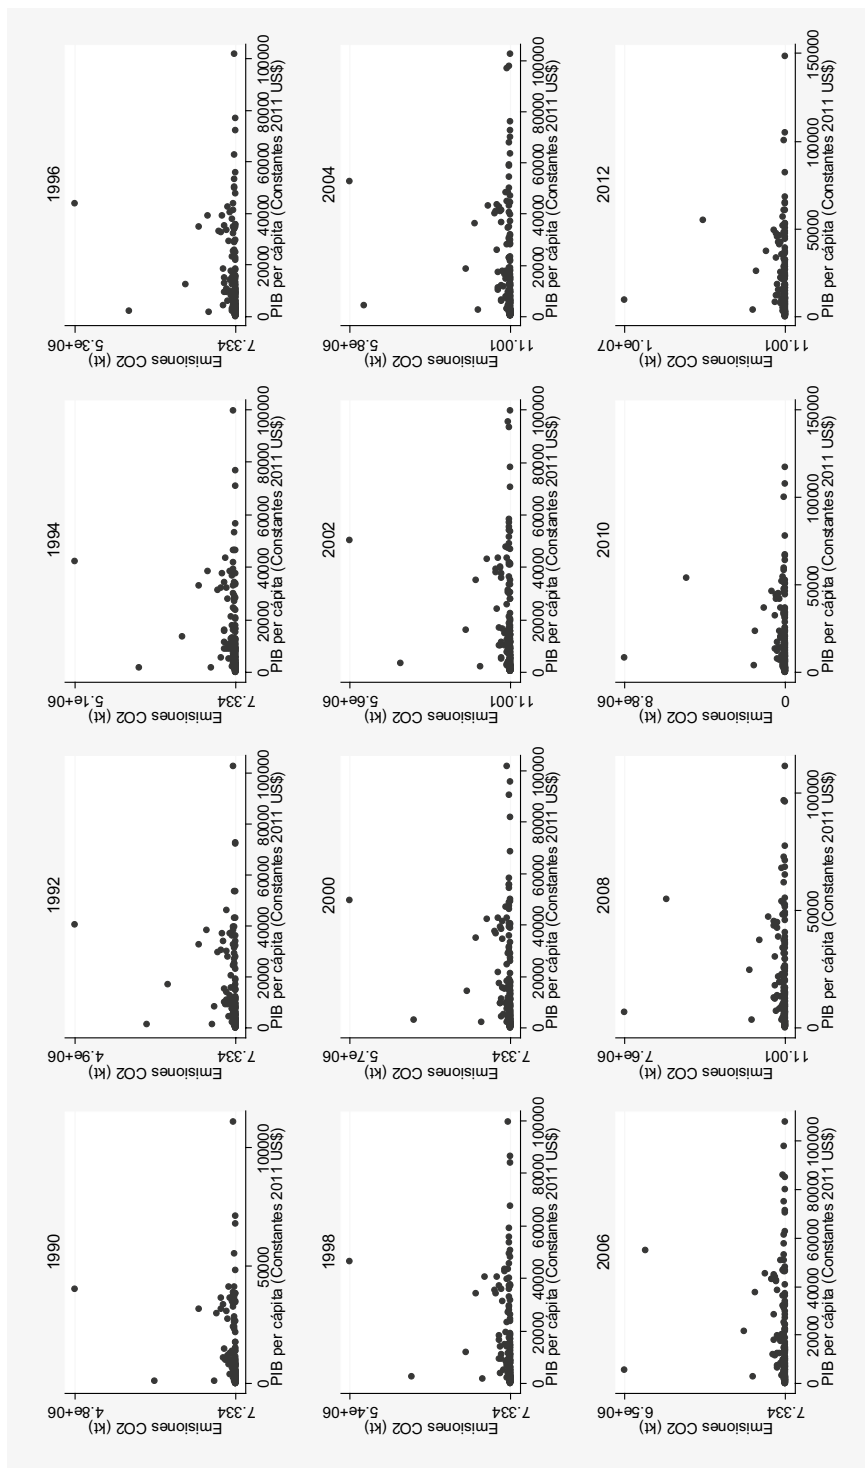 1990
Emisiones CO2 (kt)
4.8e+06
7.334
0 50000 100000
PIB per cápita (Constantes 2011 US$)
1992
Emisiones CO2 (kt)
4.9e+06
7.334
0 20000 40000 60000 80000 100000
PIB per cápita (Constantes 2011 US$)
1994
Emisiones CO2 (kt)
5.1e+06
7.334
0 20000 40000 60000 80000 100000
PIB per cápita (Constantes 2011 US$)
1996
Emisiones CO2 (kt)
5.3e+06
7.334
0 20000 40000 60000 80000 100000
PIB per cápita (Constantes 2011 US$)
1998
Emisiones CO2 (kt)
5.4e+06
7.334
0 20000 40000 60000 80000 100000
PIB per cápita (Constantes 2011 US$)
2000
Emisiones CO2 (kt)
5.7e+06
7.334
0 20000 40000 60000 80000 100000
PIB per cápita (Constantes 2011 US$)
2002
Emisiones CO2 (kt)
5.6e+06
11.001
0 20000 40000 60000 80000 100000
PIB per cápita (Constantes 2011 US$)
2004
Emisiones CO2 (kt)
5.8e+06
11.001
0 20000 40000 60000 80000 100000
PIB per cápita (Constantes 2011 US$)
2006
Emisiones CO2 (kt)
6.5e+06
7.334
0 20000 40000 60000 80000 100000
PIB per cápita (Constantes 2011 US$)
2008
Emisiones CO2 (kt)
7.6e+06
11.001
0 50000 100000
PIB per cápita (Constantes 2011 US$)
2010
Emisiones CO2 (kt)
8.8e+06
0
0 50000 100000 150000
PIB per cápita (Constantes 2011 US$)
2012
Emisiones CO2 (kt)
1.0e+07
11.001
0 50000 100000 150000
PIB per cápita (Constantes 2011 US$)